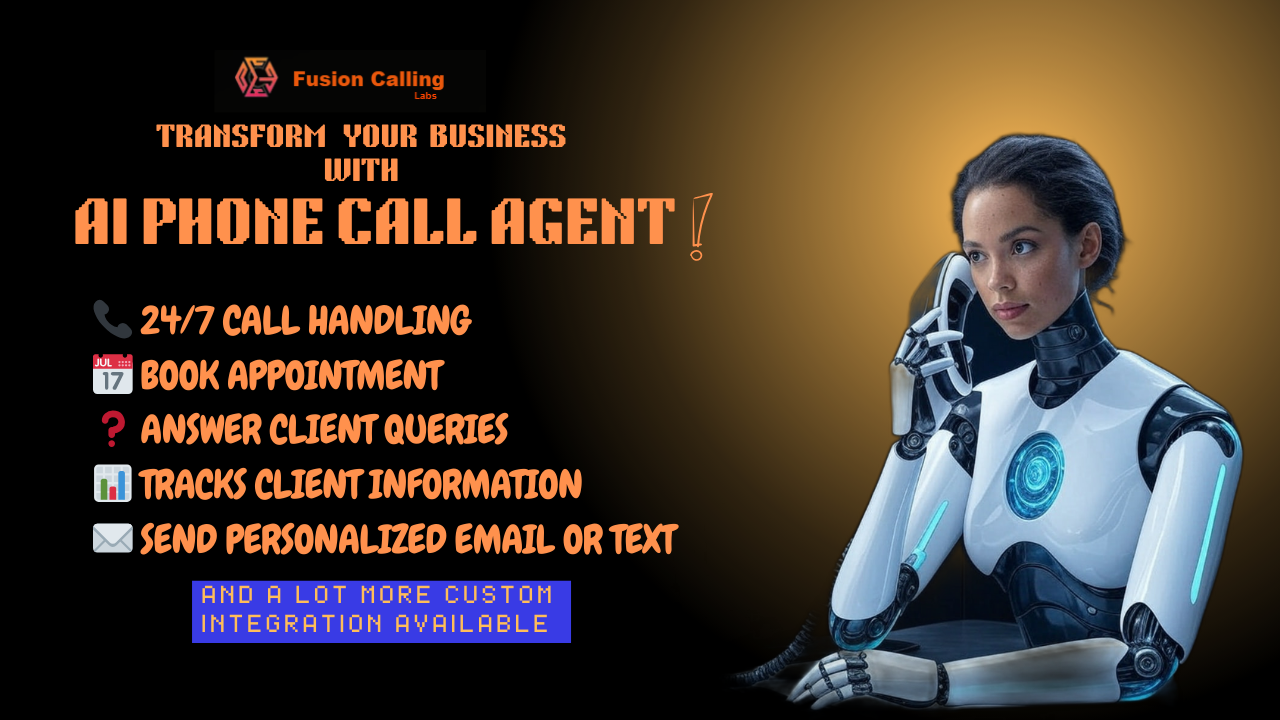 Fusion Calling
Labs
TRANSFORM YOUR BUSINESS
WITH
AI PHONE CALL AGENT!
24/7 CALL HANDLING
JUL
17
BOOK APPOINTMENT
ANSWER CLIENT QUERIES
TRACKS CLIENT INFORMATION
SEND PERSONALIZED EMAIL OR TEXT
AND A LOT MORE CUSTOM
INTEGRATION AVAILABLE